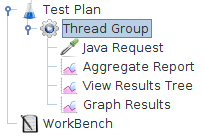 Test Plan
Thread Group
Java Request
Aggregate Report
View Results Tree
Graph Results
WorkBench